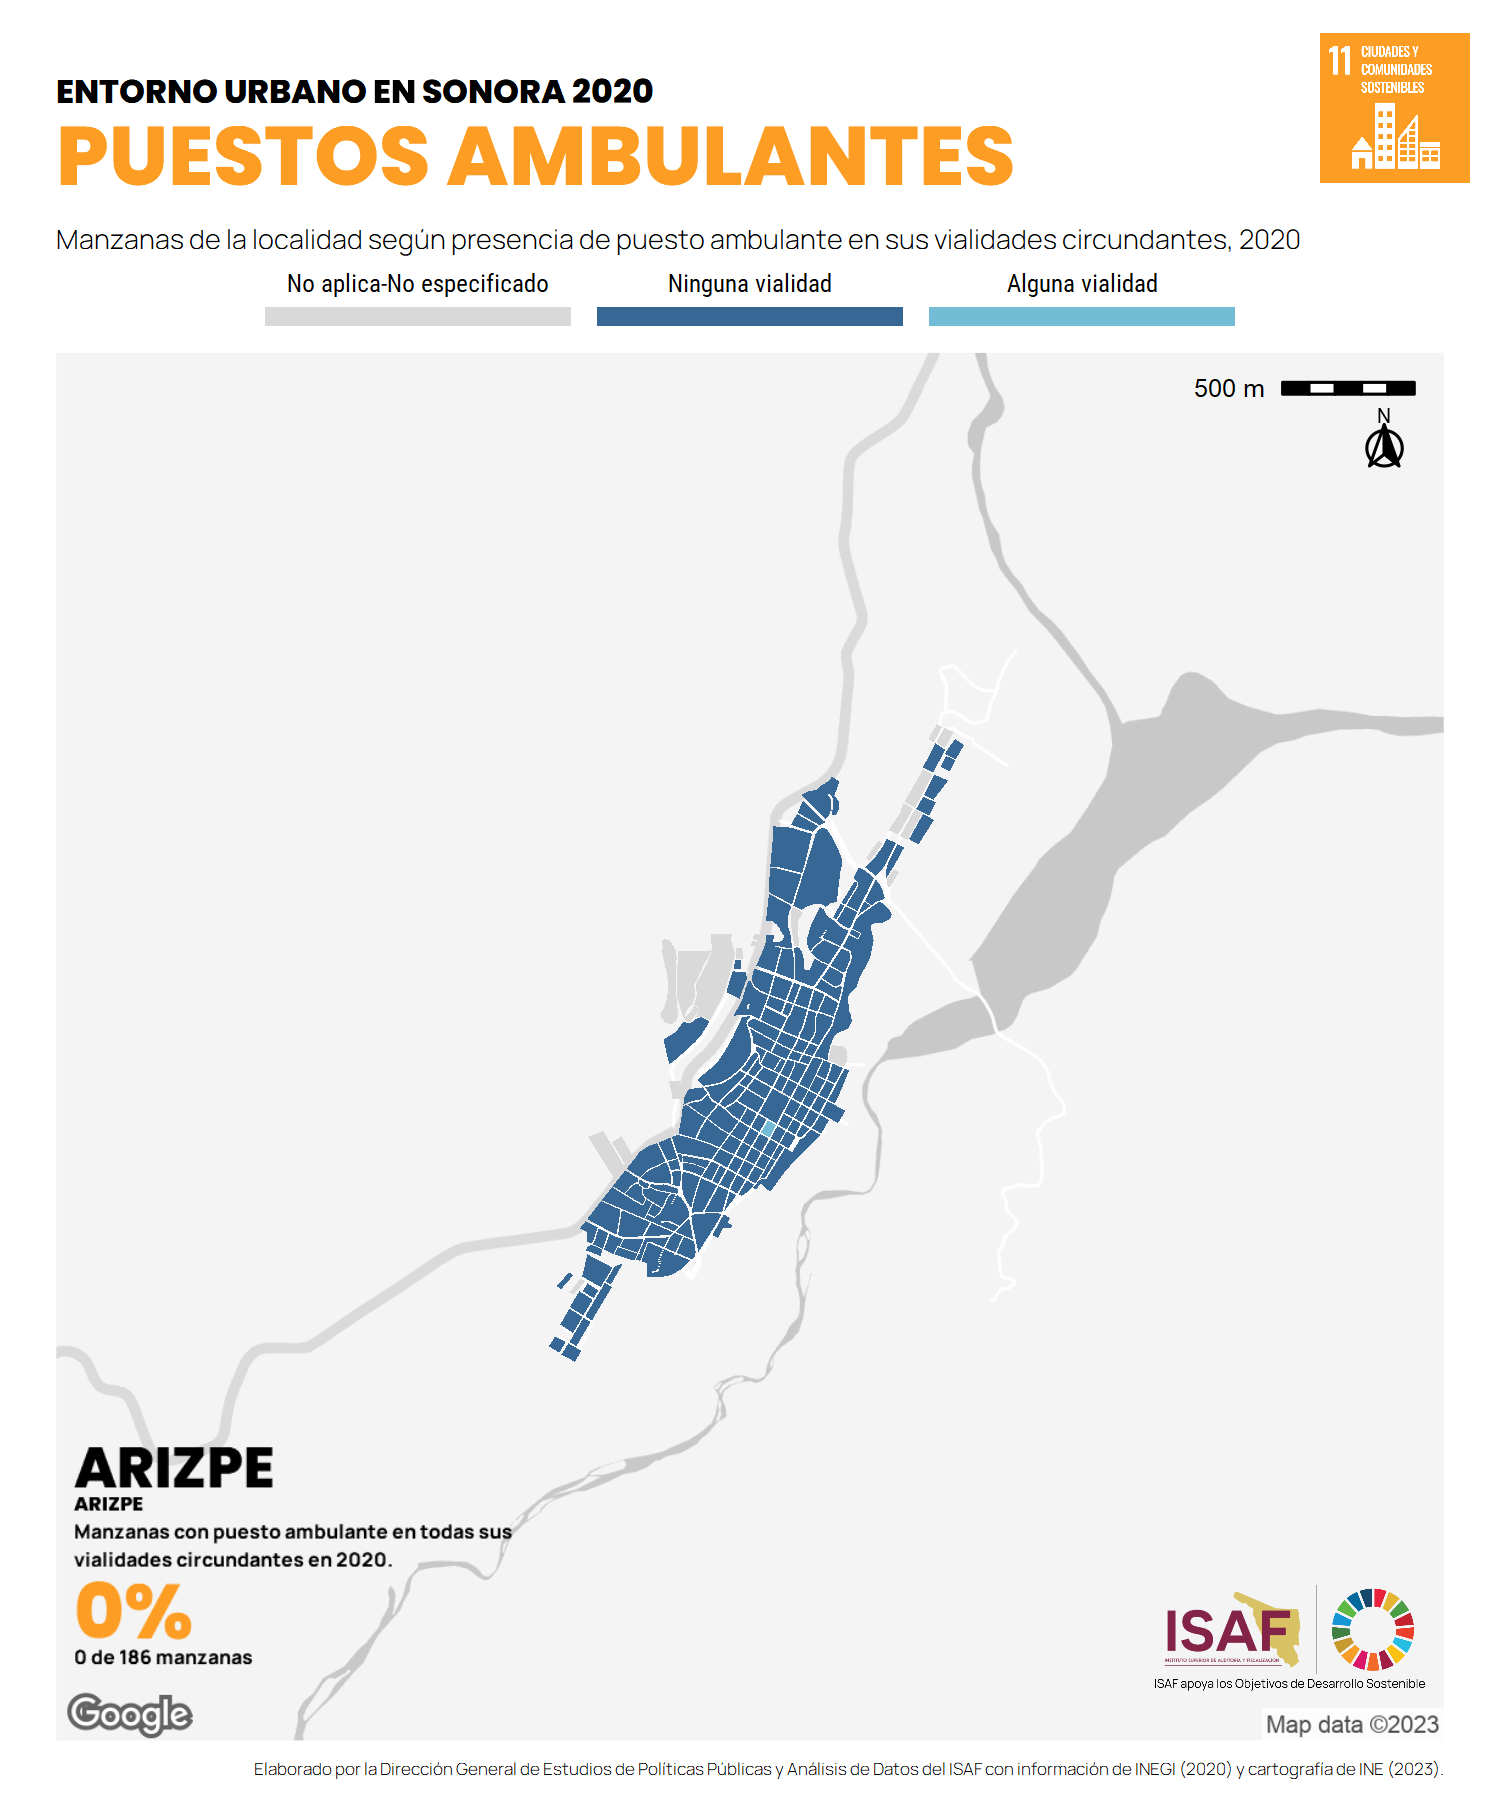 11 CIUDADES Y
COMUNIDADES
SOSTENIBLES
ENTORNO URBANO EN SONORA 2020
PUESTOS AMBULANTES
Manzanas de la localidad según presencia de puesto ambulante en sus vialidades circundantes, 2020
No aplica-No especificado Ninguna vialidad Alguna vialidad
500 m
N
ARIZPE
ARIZPE
Manzanas con puesto ambulante en todas sus
vialidades circundantes en 2020.
0%
0 de 186 manzanas
Google
ISAF
INSTITUTO SUPERIOR DE AUDITORÍA Y FISCALIZACIÓN
ISAF apoya los Objetivos de Desarrollo Sostenible
Map data ©2023
Elaborado por la Dirección General de Estudios de Políticas Públicas y Análisis de Datos del ISAF con información de INEGI (2020) y cartografía de INE (2023).